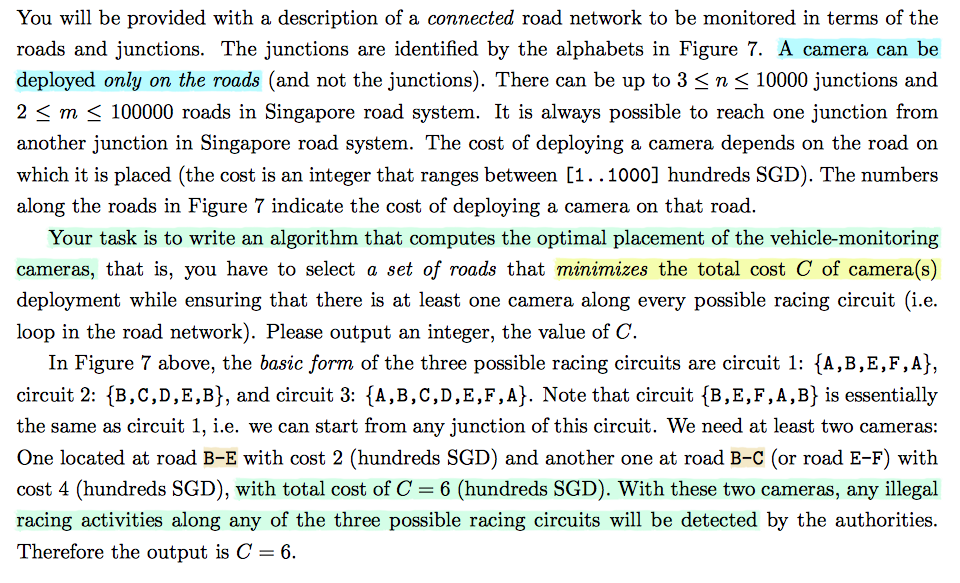 You will be provided with a description of a connected road network to be monitored in terms of the
roads and junctions. The junctions are identified by the alphabets in Figure 7. A camera can be
deployed only on the roads (and not the junctions). There can be up to 3 ≤ n ≤ 10000 junctions and
2 ≤ m ≤ 100000 roads in Singapore road system. It is always possible to reach one junction from
another junction in Singapore road system. The cost of deploying a camera depends on the road on
which it is placed (the cost is an integer that ranges between [1..1000] hundreds SGD). The numbers
along the roads in Figure 7 indicate the cost of deploying a camera on that road.
Your task is to write an algorithm that computes the optimal placement of the vehicle-monitoring
cameras, that is, you have to select a set of roads that minimizes the total cost C of camera(s)
deployment while ensuring that there is at least one camera along every possible racing circuit (i.e.
loop in the road network). Please output an integer, the value of C.
In Figure 7 above, the basic form of the three possible racing circuits are circuit 1: {A,B,E,F,A},
circuit 2: {B,C,D,E,B}, and circuit 3: {A,B,C,D,E,F,A}. Note that circuit {B,E,F,A,B} is essentially
the same as circuit 1, i.e. we can start from any junction of this circuit. We need at least two cameras:
One located at road B-E with cost 2 (hundreds SGD) and another one at road B-C (or road E-F) with
cost 4 (hundreds SGD), with total cost of C = 6 (hundreds SGD). With these two cameras, any illegal
racing activities along any of the three possible racing circuits will be detected by the authorities.
Therefore the output is C = 6.